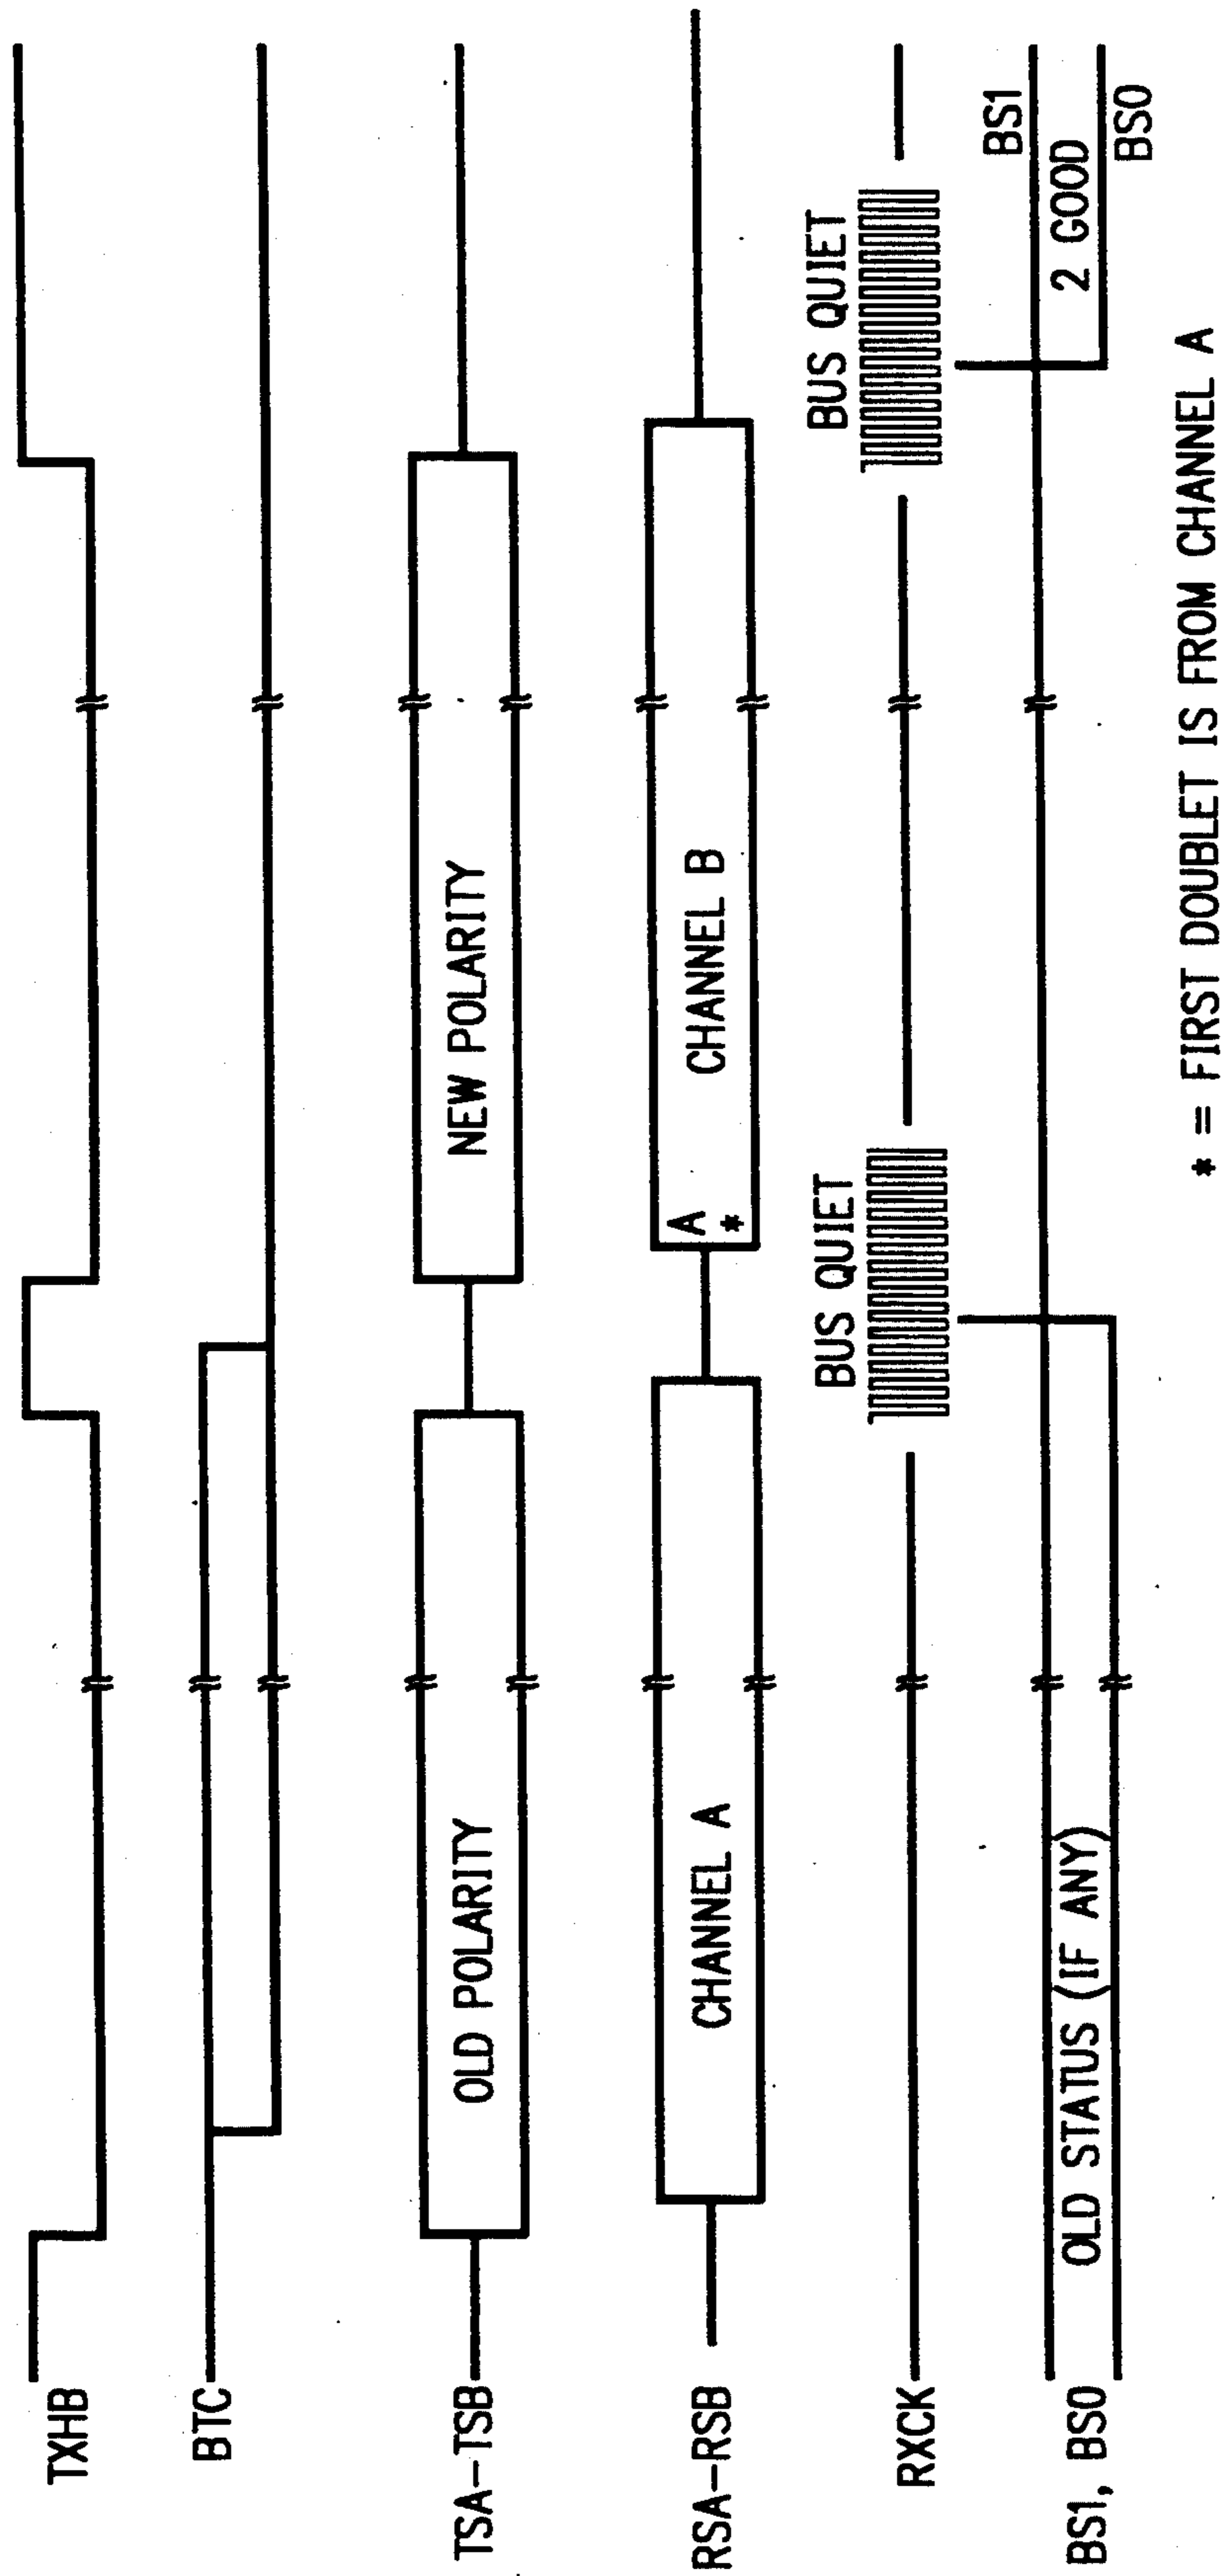 TXHB
BTC
TSA-TSB
OLD POLARITY
NEW POLARITY
RSA-RSB
CHANNEL A
A
*
CHANNEL B
BUS QUIET
BUS QUIET
RXCK
BS1, BS0
OLD STATUS (IF ANY)
BS1
2 GOOD
BS0
* = FIRST DOUBLET IS FROM CHANNEL A